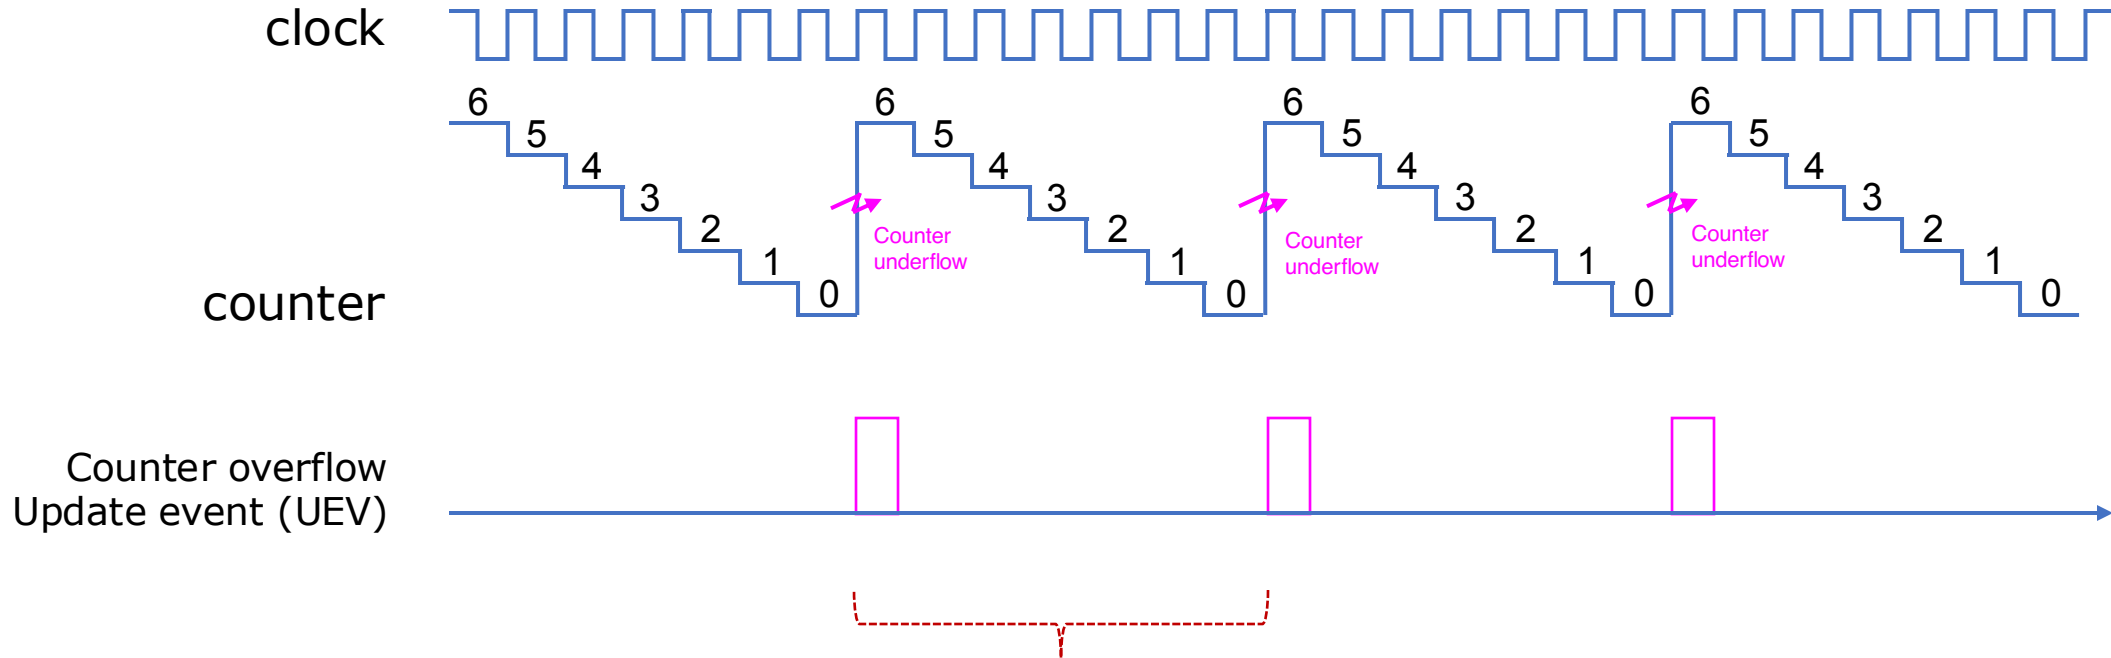 clock
6 5 4 3 2 1 0 6 5 4 3 2 1 0 6 5 4 3 2 1 0 6 5 4 3 2 1 0
Counter
underflow
Counter
underflow
Counter
underflow
counter
Counter overflow
Update event (UEV)